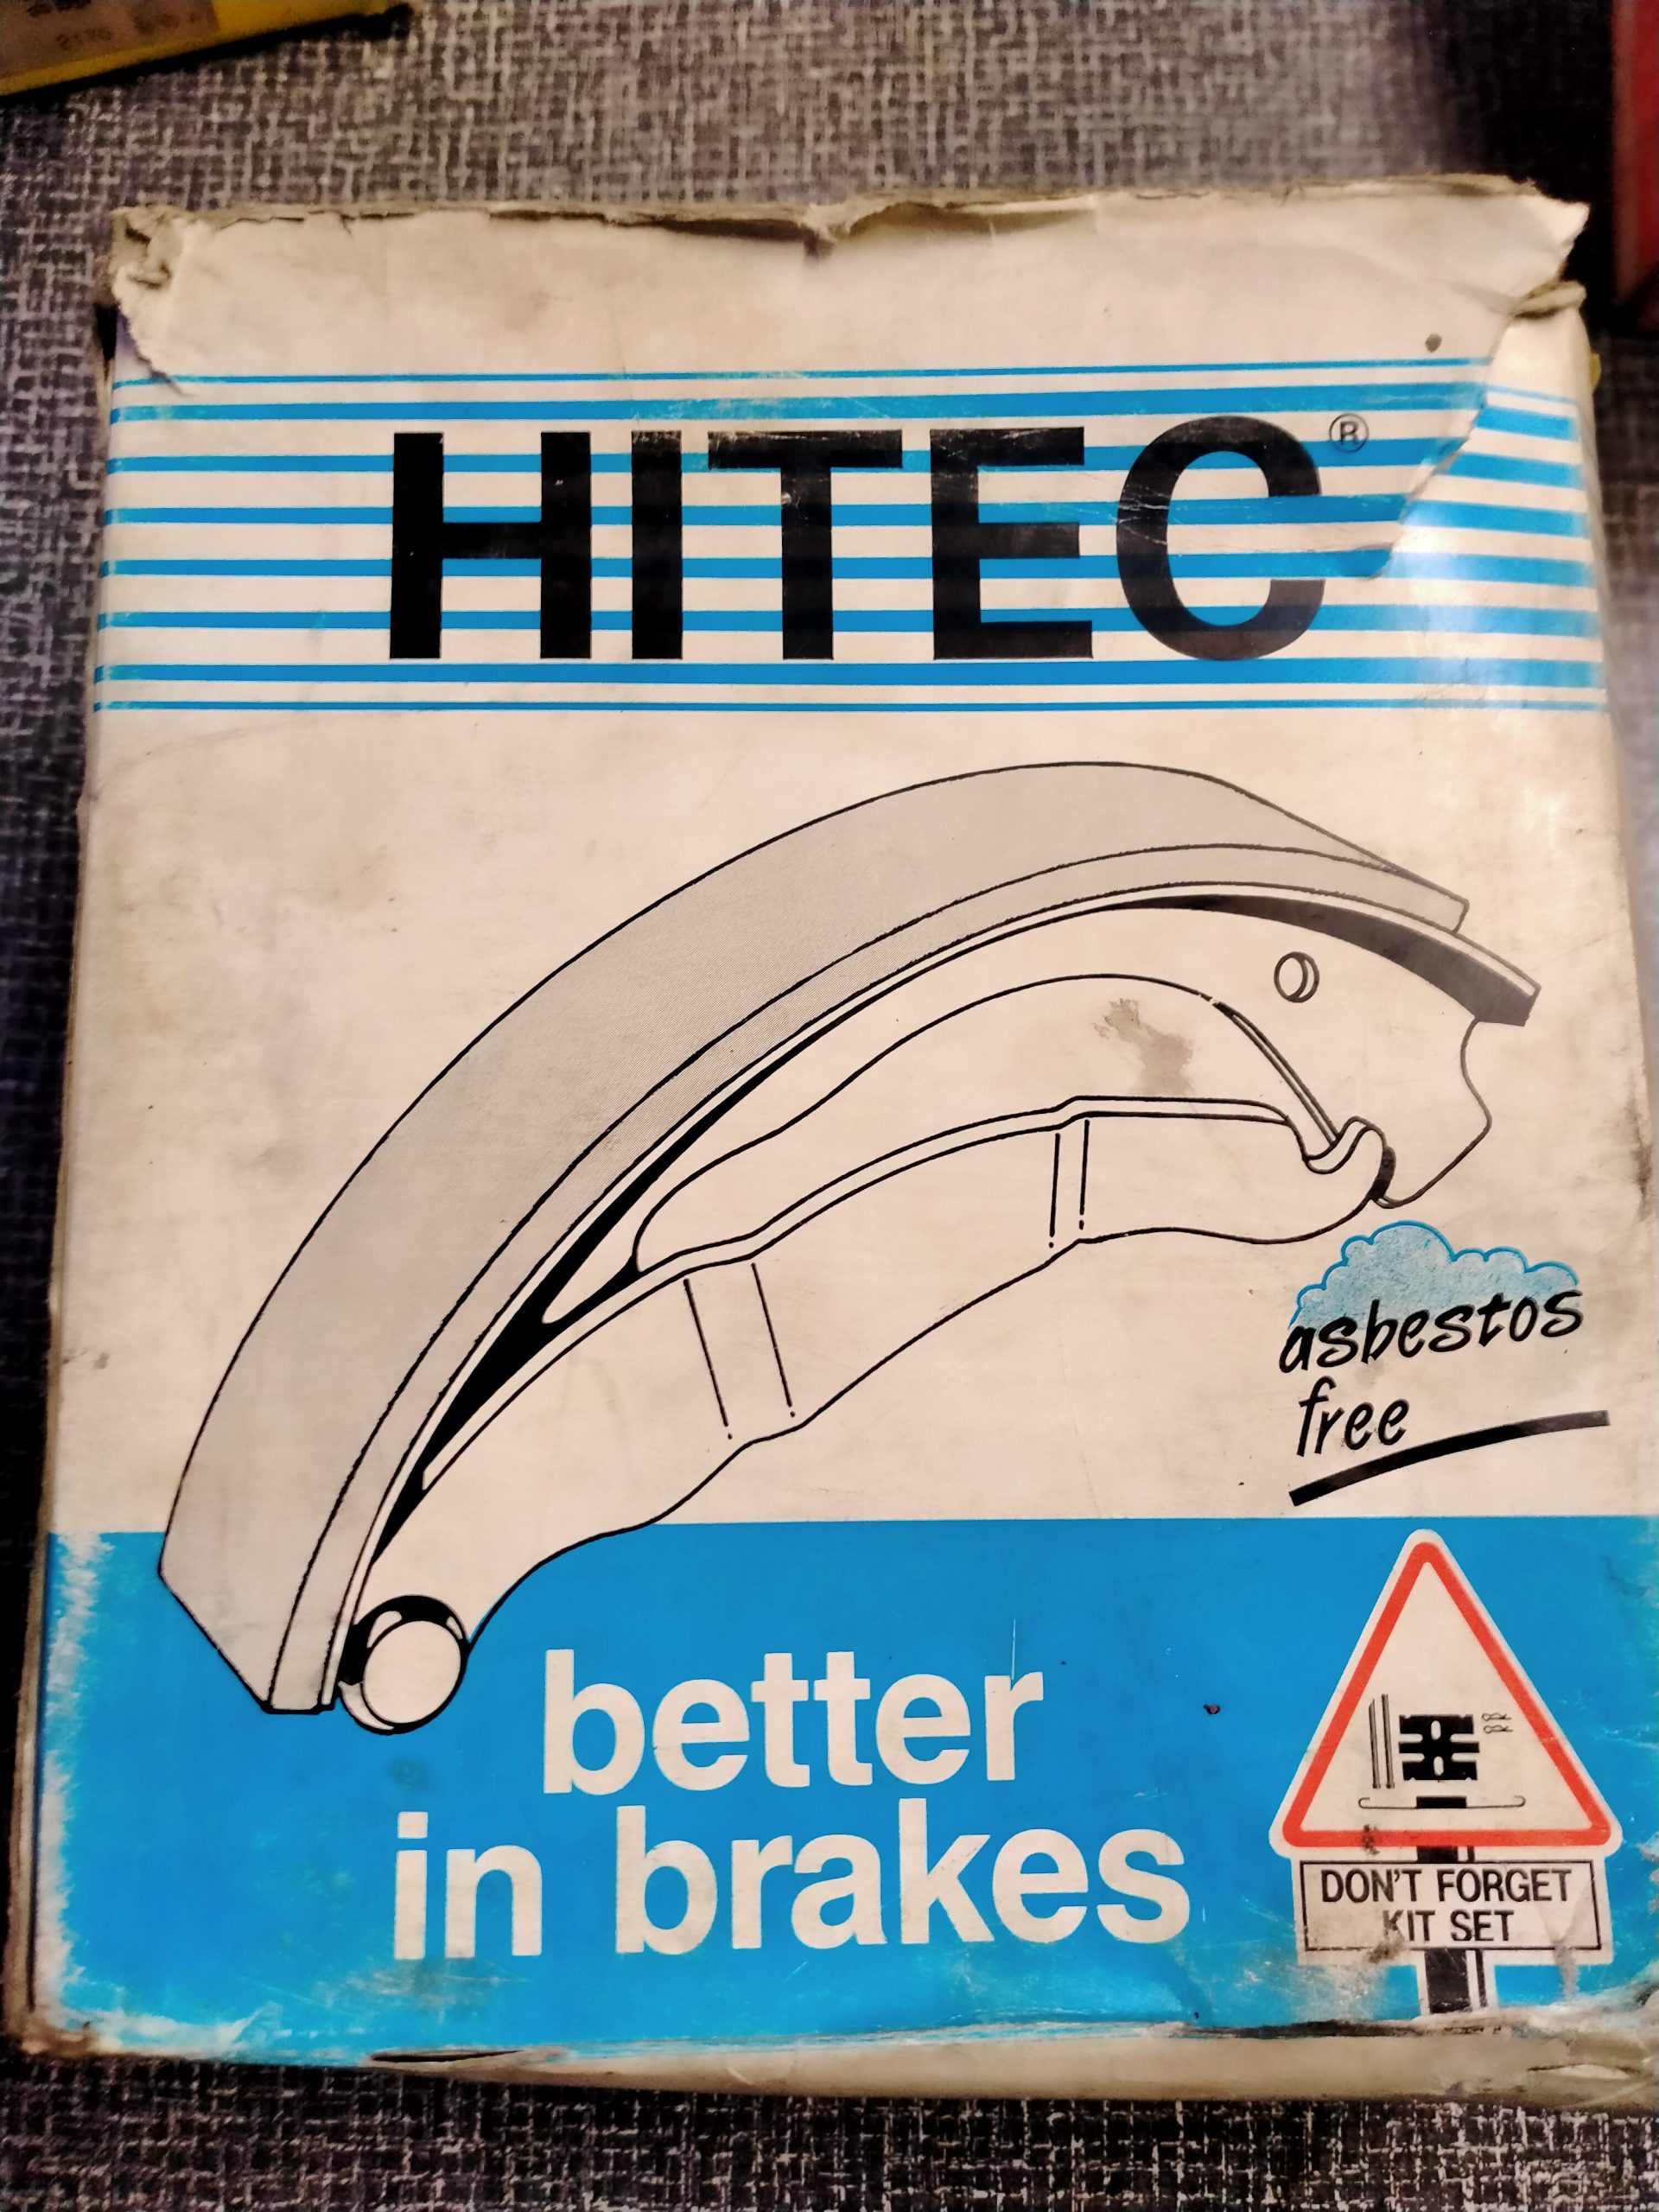 HITEC®
asbestos
free
better
in brakes
DON'T FORGET
KIT SET